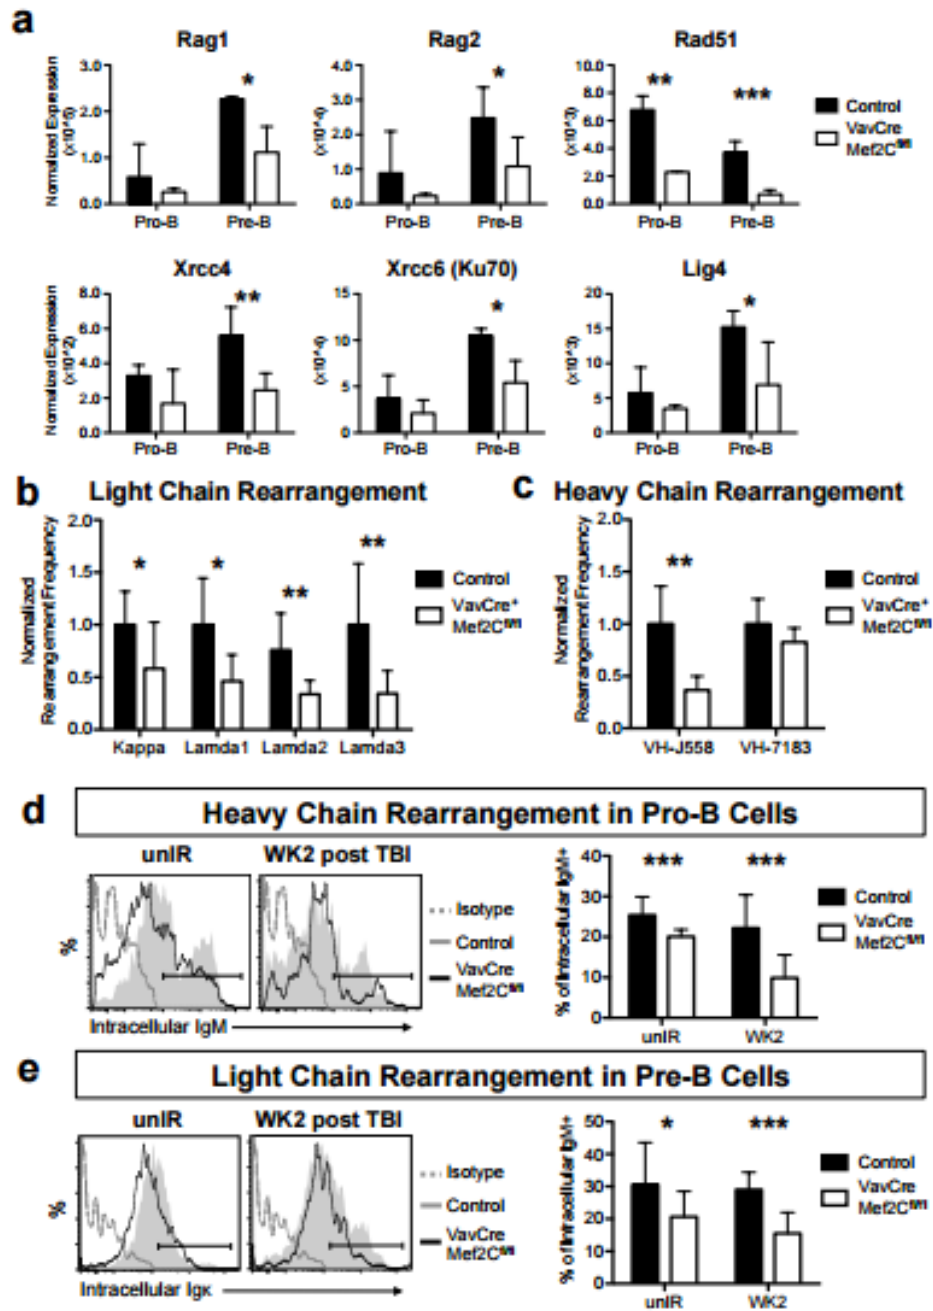 a
Rag1
Rag2
Rad51
Normalized Expression
(x10^5)
3.0
2.0
1.0
0.0
Pro-B Pre-B
*
(x10^4)
4.0
3.0
2.0
1.0
0.0
Pro-B Pre-B
*
(x10^3)
10.0
8.0
6.0
4.0
2.0
0.0
Pro-B Pre-B
** ***
Control
VavCre
Mef2C^fl/fl
Xrcc4
Xrcc6 (Ku70)
Lig4
Normalized Expression
(x10^2)
8.0
6.0
4.0
2.0
0.0
Pro-B Pre-B
**
(x10^4)
15
10
5
0
Pro-B Pre-B
*
(x10^3)
20
15
10
5
0
Pro-B Pre-B
*
b Light Chain Rearrangement
Normalized
Rearrangement Frequency
2.0
1.5
1.0
0.5
0.0
* * ** **
Kappa Lamda1 Lamda2 Lamda3
Control
VavCre+
Mef2C^fl/fl
c Heavy Chain Rearrangement
Normalized
Rearrangement Frequency
2.0
1.5
1.0
0.5
0.0
**
VH-J558 VH-7183
Control
VavCre+
Mef2C^fl/fl
d Heavy Chain Rearrangement in Pro-B Cells
unIR WK2 post TBI
%
Isotype
Control
VavCre
Mef2C^fl/fl
Intracellular IgM
% of Intracellular IgM+
40
30
20
10
0
*** ***
unIR WK2
Control
VavCre
Mef2C^fl/fl
e Light Chain Rearrangement in Pre-B Cells
unIR WK2 post TBI
%
Isotype
Control
VavCre
Mef2C^fl/fl
Intracellular Igκ
% of Intracellular IgM+
50
40
30
20
10
0
* ***
unIR WK2
Control
VavCre
Mef2C^fl/fl